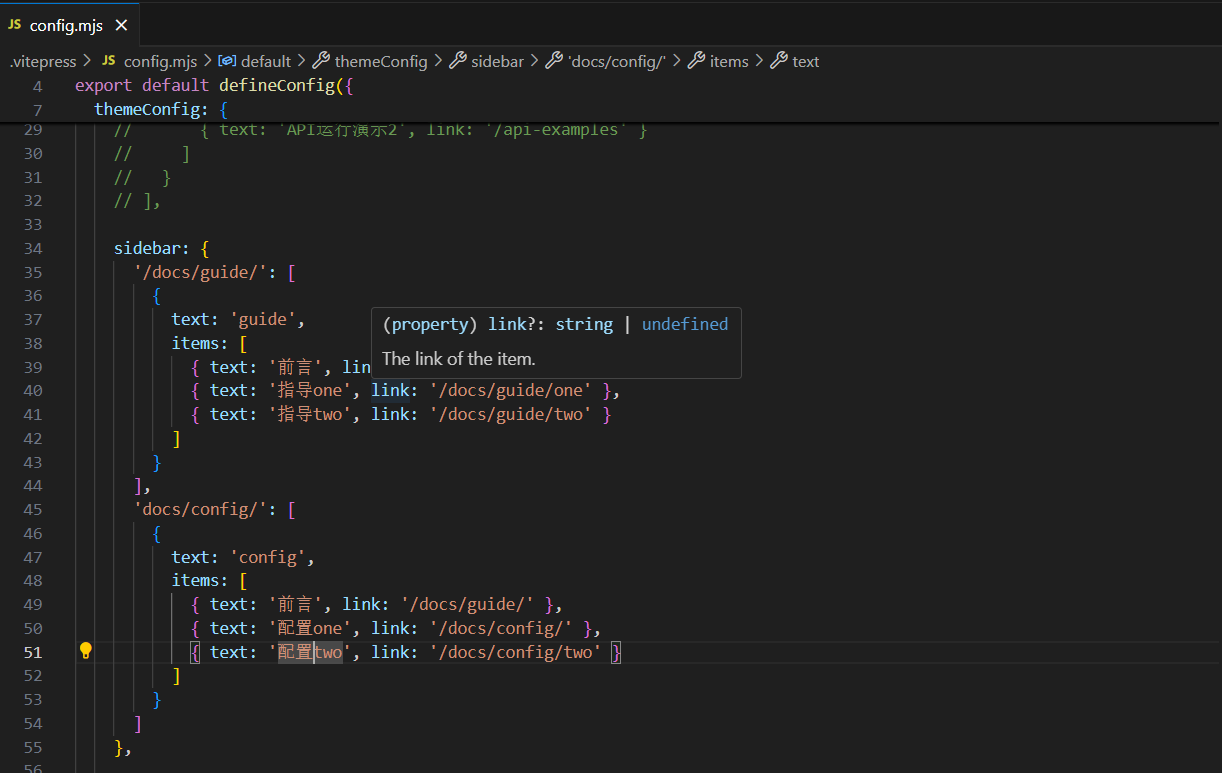 JS config.mjs ×
.vitepress > JS config.mjs > default > themeConfig > sidebar > 'docs/config/' > items > text
4 export default defineConfig({
7 themeConfig: {
29 // { text: 'API运行演示2', link: '/api-examples' }
30 // ]
31 // }
32 // ],
33
34 sidebar: {
35 '/docs/guide/': [
36 {
37 text: 'guide',
(property) link?: string | undefined
38 items: [
The link of the item.
39 { text: '前言', lin
40 { text: '指导one', link: '/docs/guide/one' },
41 { text: '指导two', link: '/docs/guide/two' }
42 ]
43 }
44 ],
45 'docs/config/': [
46 {
47 text: 'config',
48 items: [
49 { text: '前言', link: '/docs/guide/' },
50 { text: '配置one', link: '/docs/config/' },
51 { text: '配置two', link: '/docs/config/two' }
52 ]
53 }
54 ]
55 },
56